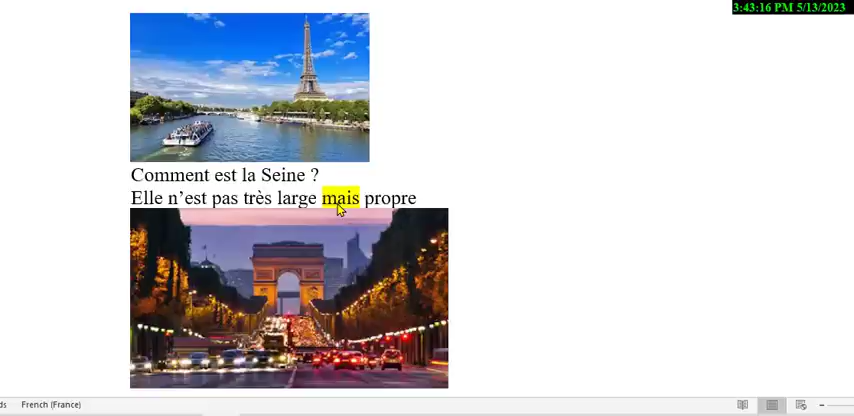 3:43:16 PM 5/13/2023
Comment est la Seine ?
Elle n’est pas très large mais propre
French (France)